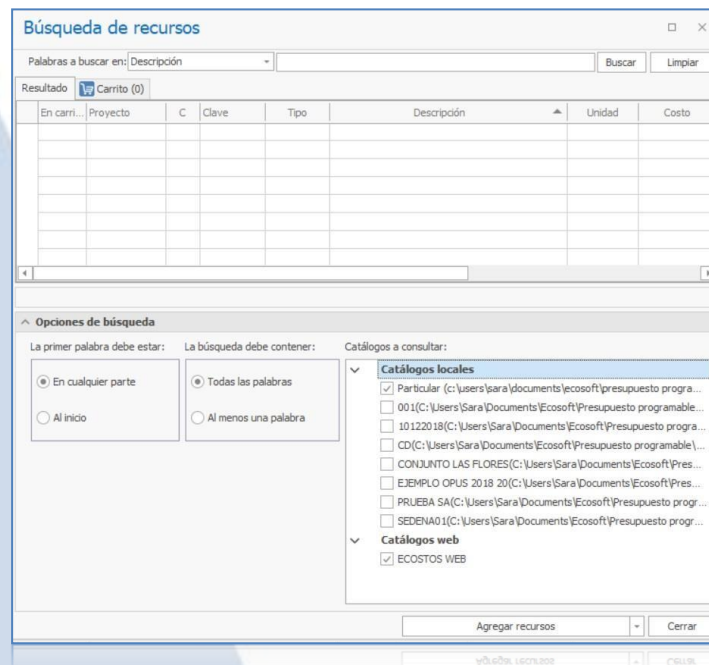 Búsqueda de recursos
Palabras a buscar en: Descripción Buscar Limpiar
Resultado Carrito (0)
En carri... Proyecto C Clave Tipo Descripción Unidad Costo
Opciones de búsqueda
La primer palabra debe estar: La búsqueda debe contener: Catálogos a consultar:
Catálogos locales
En cualquier parte Todas las palabras Particular (c:\users\sara\documents\ecosoft\presupuesto progra...
001(C:\Users\Sara\Documents\Ecosoft\Presupuesto programable...
Al inicio Al menos una palabra 10122018(C:\Users\Sara\Documents\Ecosoft\Presupuesto progra...
CD(C:\Users\Sara\Documents\Ecosoft\Presupuesto programable\...
CONJUNTO LAS FLORES(C:\Users\Sara\Documents\Ecosoft\Pres...
EJEMPLO OPUS 2018 20(C:\Users\Sara\Documents\Ecosoft\Pres...
PRUEBA SA(C:\Users\Sara\Documents\Ecosoft\Presupuesto progr...
SEDENA01(C:\Users\Sara\Documents\Ecosoft\Presupuesto progr...
Catálogos web
ECOSTOS WEB
Agregar recursos Cerrar